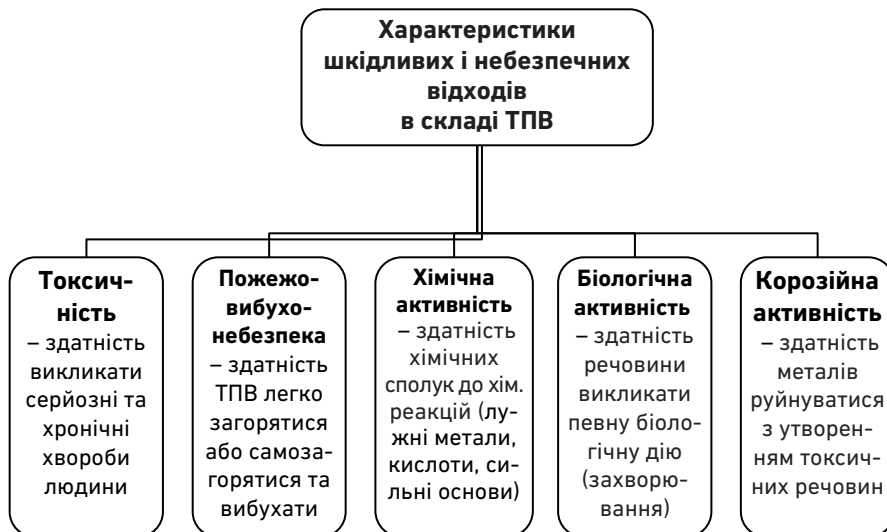 Характеристики
шкідливих і небезпечних
відходів
в складі ТПВ
Токсич-
ність
– здатність
викликати
серйозні та
хронічні
хвороби
людини
Пожежо-
вибухо-
небезпека
– здатність
ТПВ легко
загорятися
або самоза-
горятися та
вибухати
Хімічна
активність
– здатність
хімічних
сполук до хім.
реакцій (лу-
жні метали,
кислоти, си-
льні основи)
Біологічна
активність
– здатність
речовини
викликати
певну біоло-
гічну дію
(захворю-
вання)
Корозійна
активність
– здатність
металів
руйнуватися
з утворен-
ням токсич-
них речовин